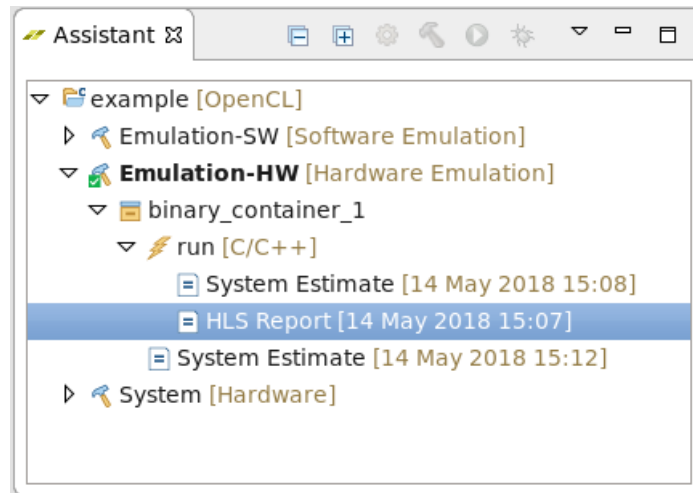 Assistant
example [OpenCL]
Emulation-SW [Software Emulation]
Emulation-HW [Hardware Emulation]
binary_container_1
run [C/C++]
System Estimate [14 May 2018 15:08]
HLS Report [14 May 2018 15:07]
System Estimate [14 May 2018 15:12]
System [Hardware]